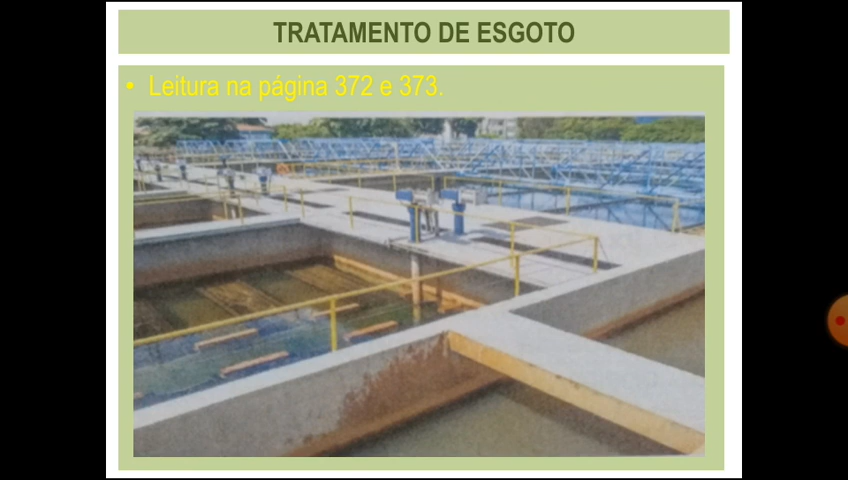 TRATAMENTO DE ESGOTO
• Leitura na página 372 e 373.